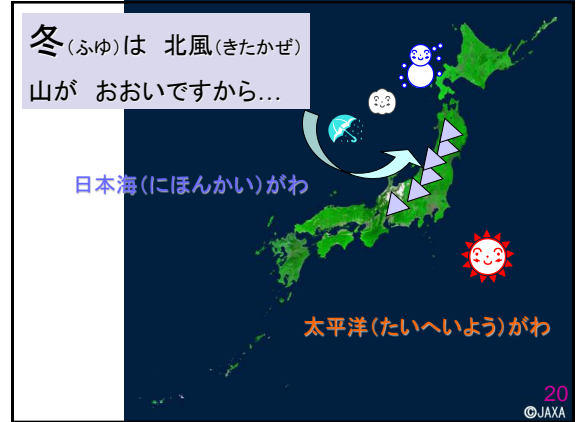 冬(ふゆ)は 北風(きたかぜ)
山が おおいですから…
日本海(にほんかい)がわ
太平洋(たいへいよう)がわ
20
©JAXA